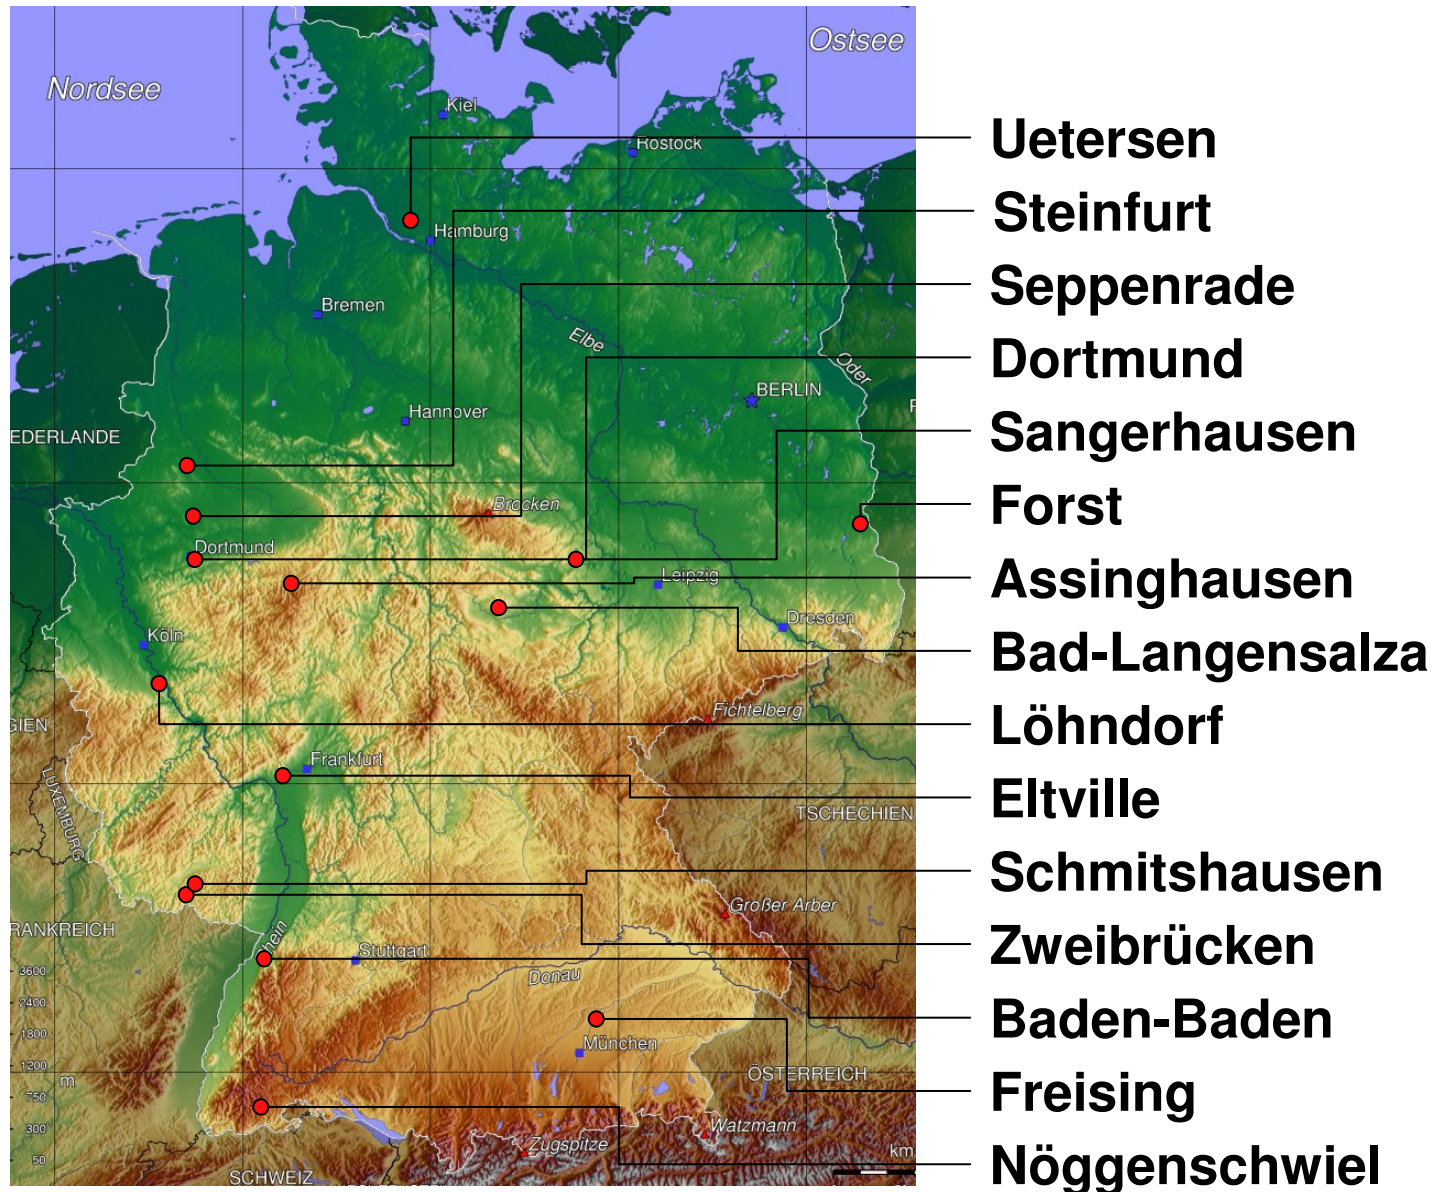 Ostsee
Nordsee
Kiel
Rostock
Hamburg
Bremen
Elbe
Oder
BERLIN
Hannover
EDERLANDE
Brocken
Dortmund
Leipzig
Dresden
Köln
Fichtelberg
GIEN
Frankfurt
LUXEMBURG
TSCHECHIEN
Großer Arber
RANKREICH
hein
Stuttgart
Donau
3600
2400
1800
1200
750
300
50
m
München
ÖSTERREICH
Watzmann
Zugspitze
km
SCHWEIZ
Uetersen
Steinfurt
Seppenrade
Dortmund
Sangerhausen
Forst
Assinghausen
Bad-Langensalza
Löhndorf
Eltville
Schmitshausen
Zweibrücken
Baden-Baden
Freising
Nöggenschwiel